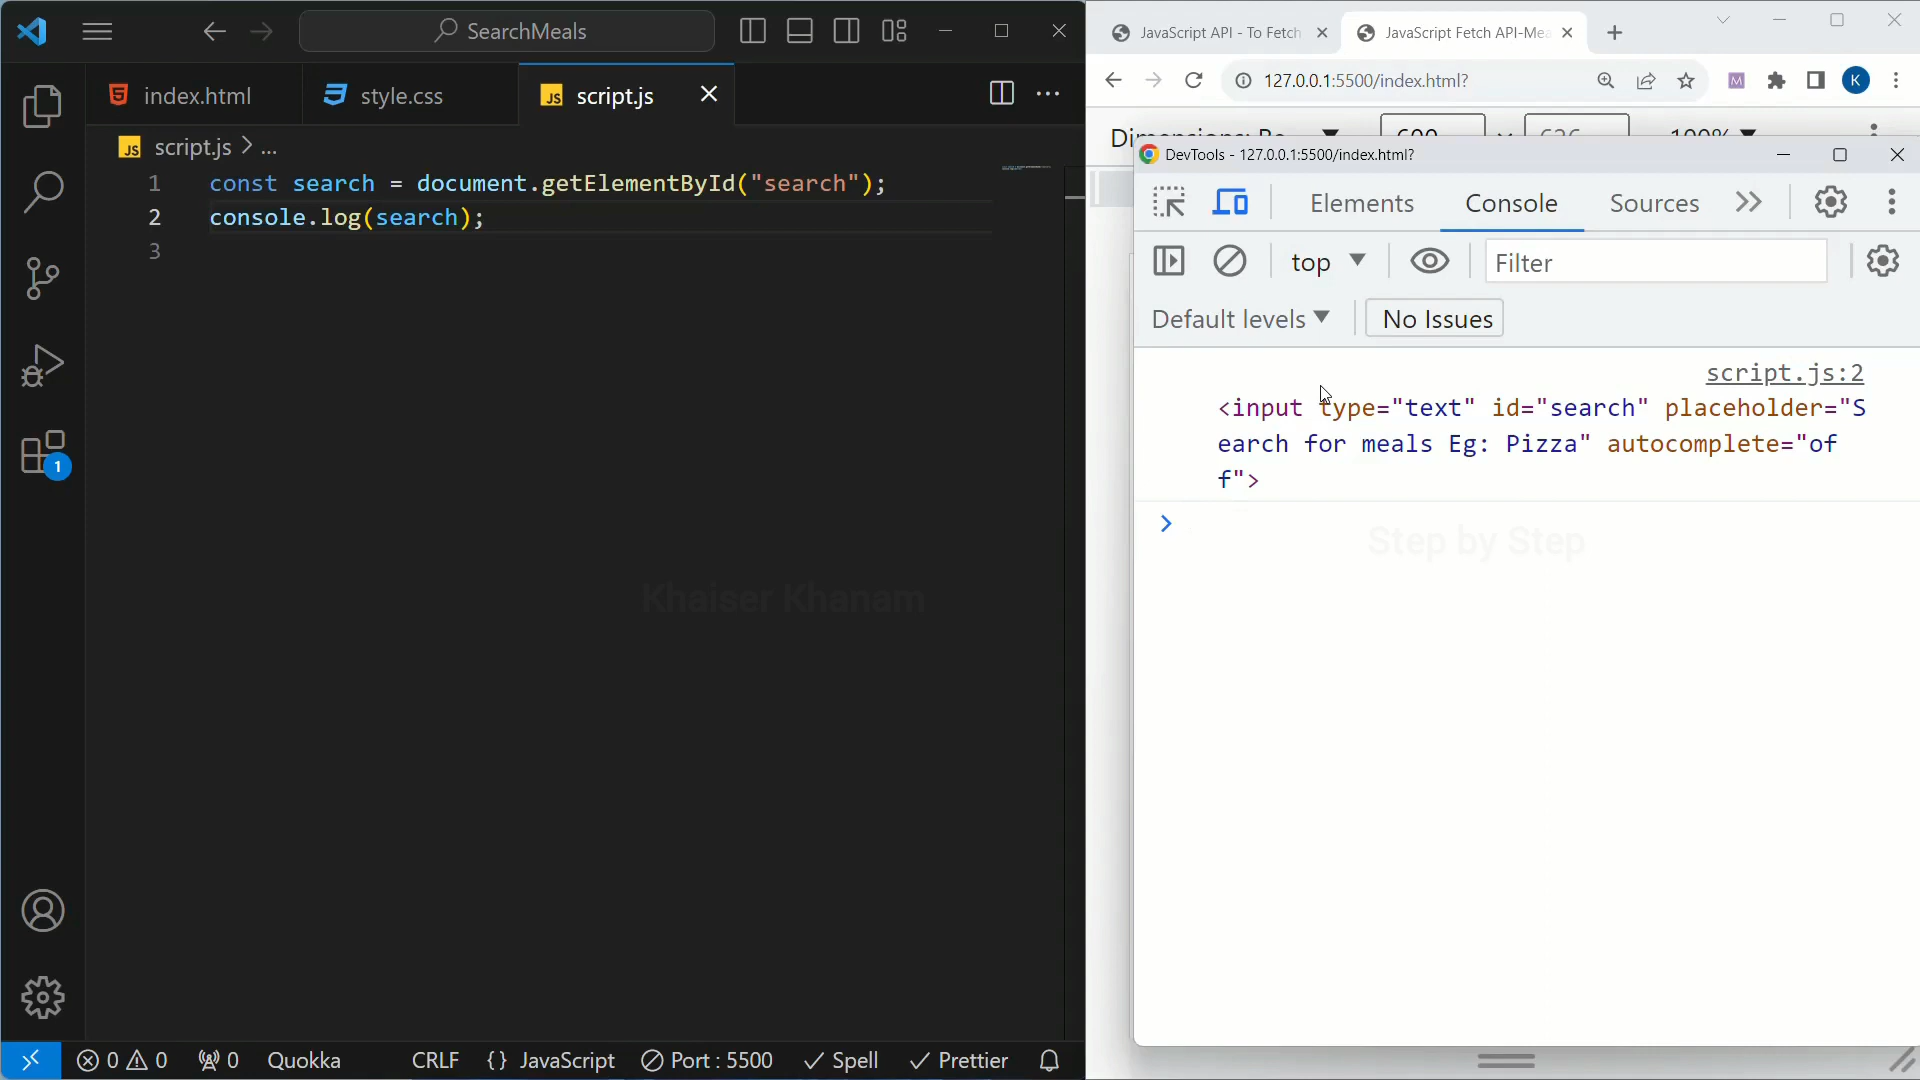 SearchMeals
index.html
style.css
script.js
script.js > ...
1 const search = document.getElementById("search");
2 console.log(search);
3
1
Khaiser Khanam
0 0
0
Quokka
CRLF
{} JavaScript
Port : 5500
Spell
Prettier
JavaScript API - To Fetch
JavaScript Fetch API-Mea
127.0.0.1:5500/index.html?
K
DevTools - 127.0.0.1:5500/index.html?
Elements
Console
Sources
top
Filter
Default levels
No Issues
script.js:2
<input type="text" id="search" placeholder="S
earch for meals Eg: Pizza" autocomplete="of
f">
Step by Step